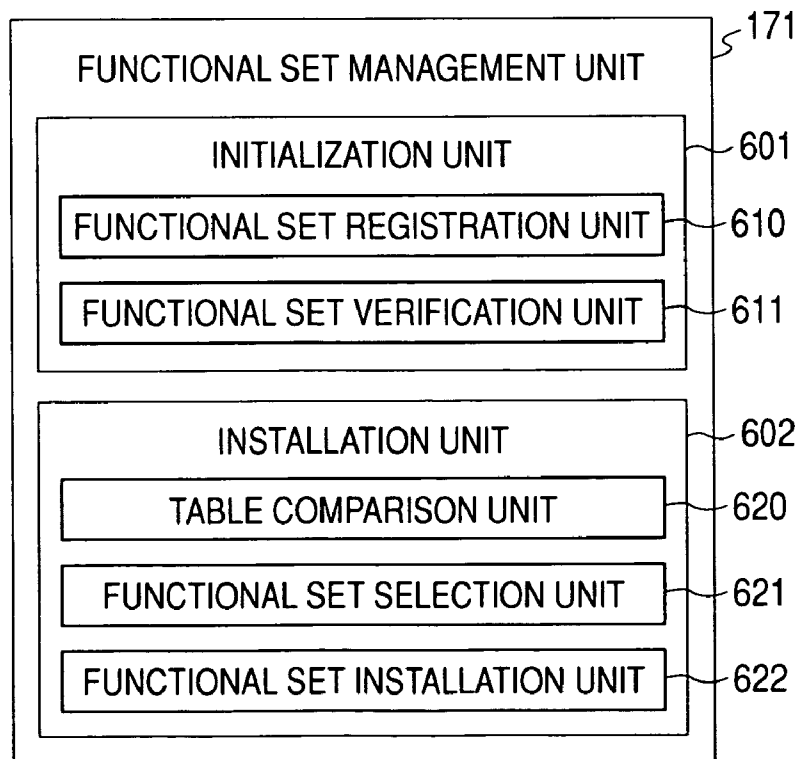 171
FUNCTIONAL SET MANAGEMENT UNIT
INITIALIZATION UNIT
601
FUNCTIONAL SET REGISTRATION UNIT
610
FUNCTIONAL SET VERIFICATION UNIT
611
INSTALLATION UNIT
602
TABLE COMPARISON UNIT
620
FUNCTIONAL SET SELECTION UNIT
621
FUNCTIONAL SET INSTALLATION UNIT
622